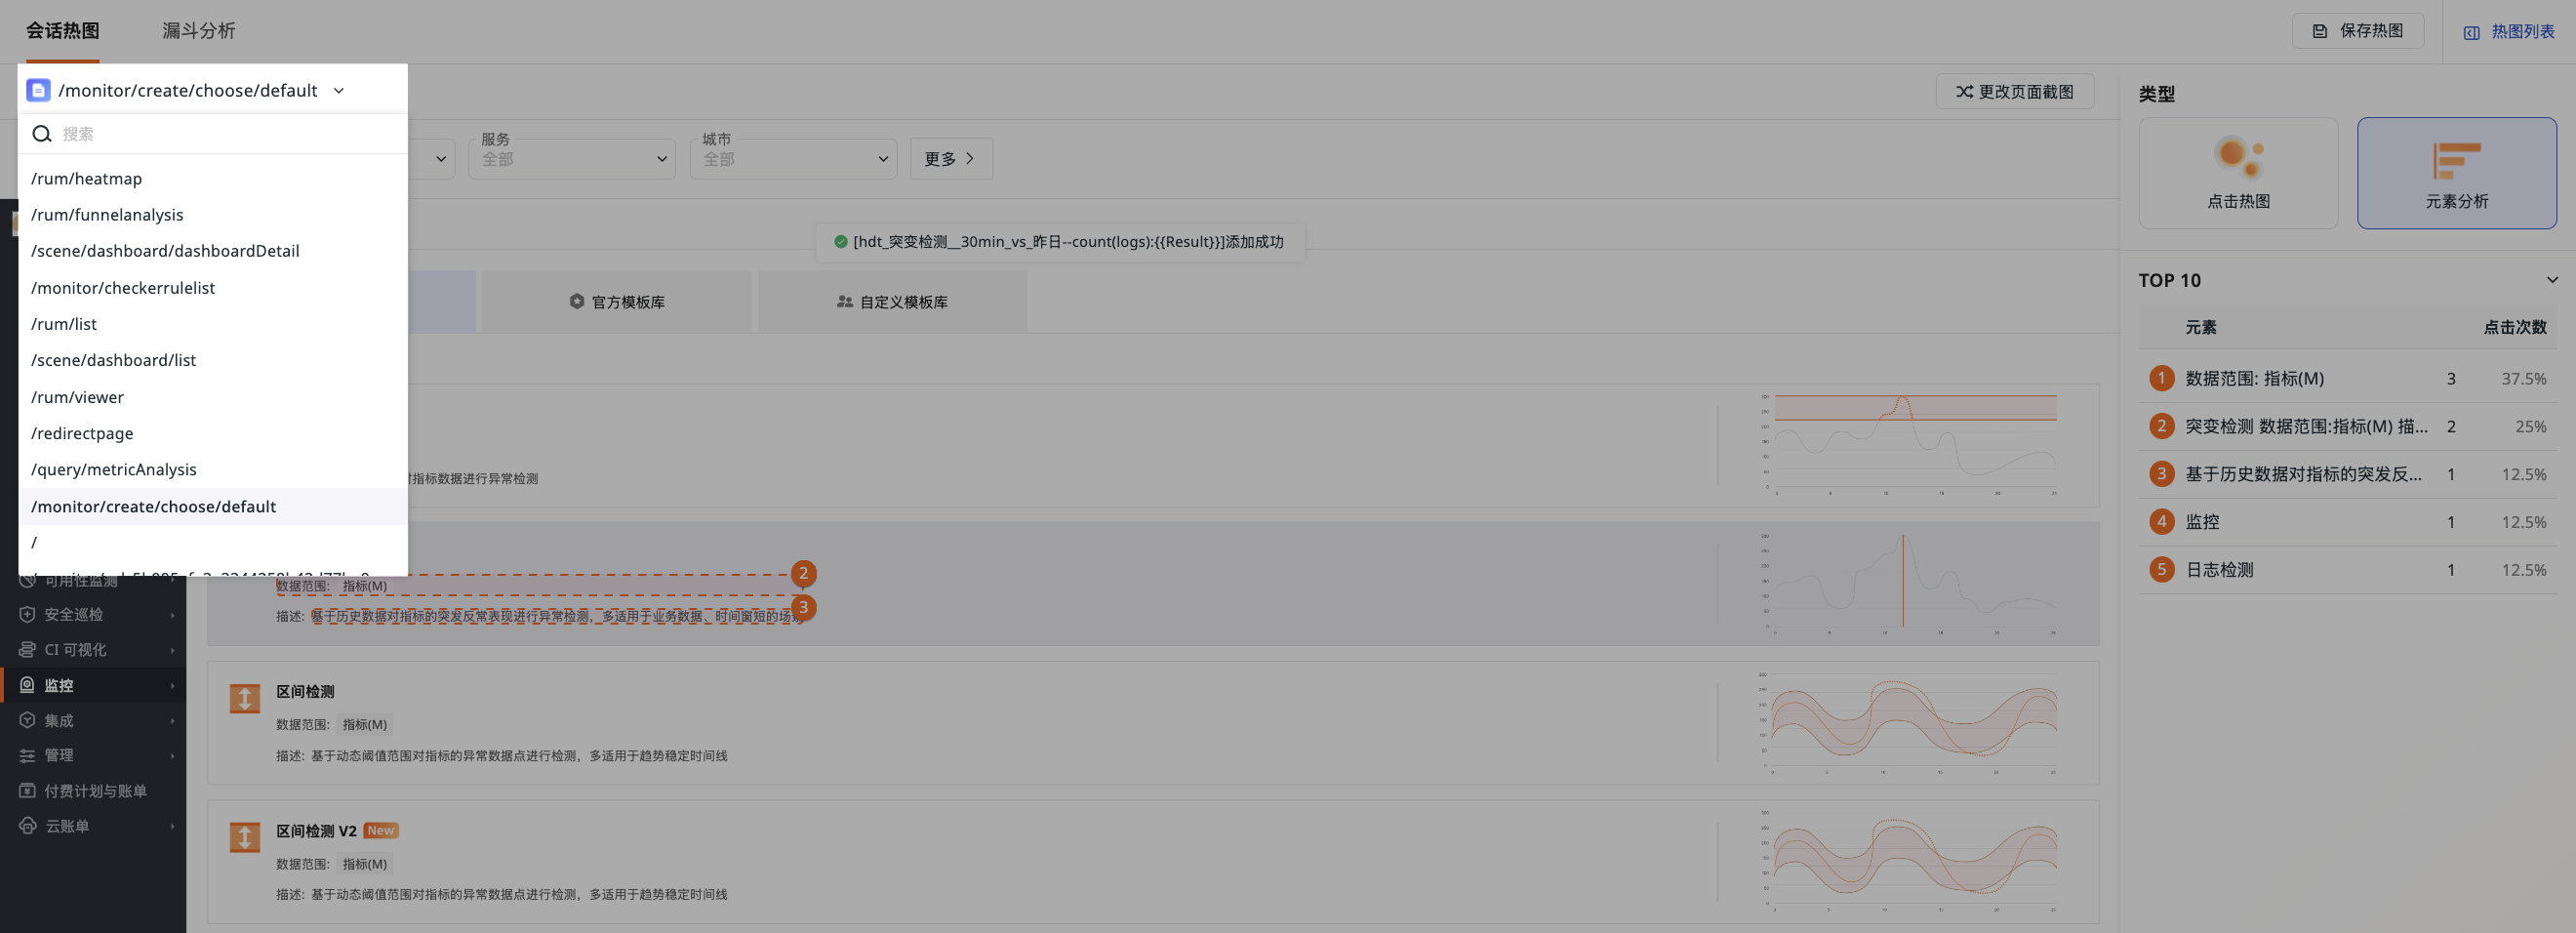 会话热图
漏斗分析
保存热图
热图列表
/monitor/create/choose/default
更改页面截图
搜索
服务
全部
城市
全部
更多
/rum/heatmap
/rum/funnelanalysis
/scene/dashboard/dashboardDetail
/monitor/checkerrulelist
/rum/list
/scene/dashboard/list
/rum/viewer
/redirectpage
/query/metricAnalysis
/monitor/create/choose/default
/
[hdt_突变检测__30min_vs_昨日--count(logs):{{Result}}]添加成功
官方模板库
自定义模板库
对指标数据进行异常检测
数据范围: 指标(M)
2
描述: 基于历史数据对指标的突发反常表现进行异常检测，多适用于业务数据、时间窗短的场景
3
区间检测
数据范围: 指标(M)
描述: 基于动态阈值范围对指标的异常数据点进行检测，多适用于趋势稳定时间线
区间检测 V2 New
数据范围: 指标(M)
描述: 基于动态阈值范围对指标的异常数据点进行检测，多适用于趋势稳定时间线
可用性监测
安全巡检
CI 可视化
监控
集成
管理
付费计划与账单
云账单
类型
点击热图
元素分析
TOP 10
元素 点击次数
1 数据范围: 指标(M) 3 37.5%
2 突变检测 数据范围:指标(M) 描... 2 25%
3 基于历史数据对指标的突发反... 1 12.5%
4 监控 1 12.5%
5 日志检测 1 12.5%